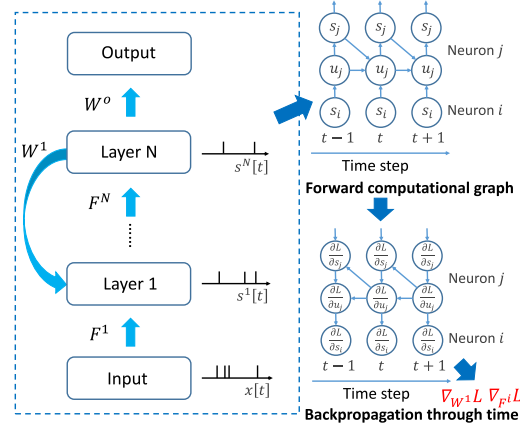 Output
W^o
W^1
Layer N
s^N[t]
F^N
......
Layer 1
s^1[t]
F^1
Input
x[t]
s_j s_j s_j
Neuron j
u_j u_j u_j
s_i s_i s_i
Neuron i
t − 1 t t + 1
Time step
Forward computational graph
∂L/∂s_j ∂L/∂s_j ∂L/∂s_j
Neuron j
∂L/∂u_j ∂L/∂u_j ∂L/∂u_j
∂L/∂s_i ∂L/∂s_i ∂L/∂s_i
Neuron i
t − 1 t t + 1
Time step
∇_{W^1}L ∇_{F^i}L
Backpropagation through time